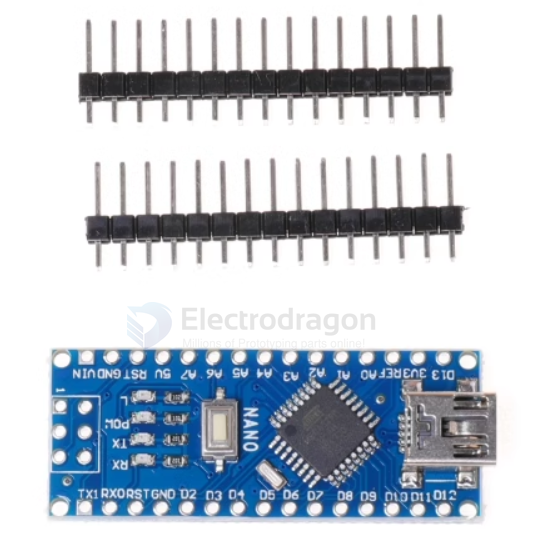 Electrodragon
Millions of Prototyping parts online!
VIN GND RST 5V A7 A6 A5 A4 A3 A2 A1 A0 REF 3V3 D13
1
L
POW
TX
RX
NANO
TX1 RX0 RST GND D2 D3 D4 D5 D6 D7 D8 D9 D10 D11 D12